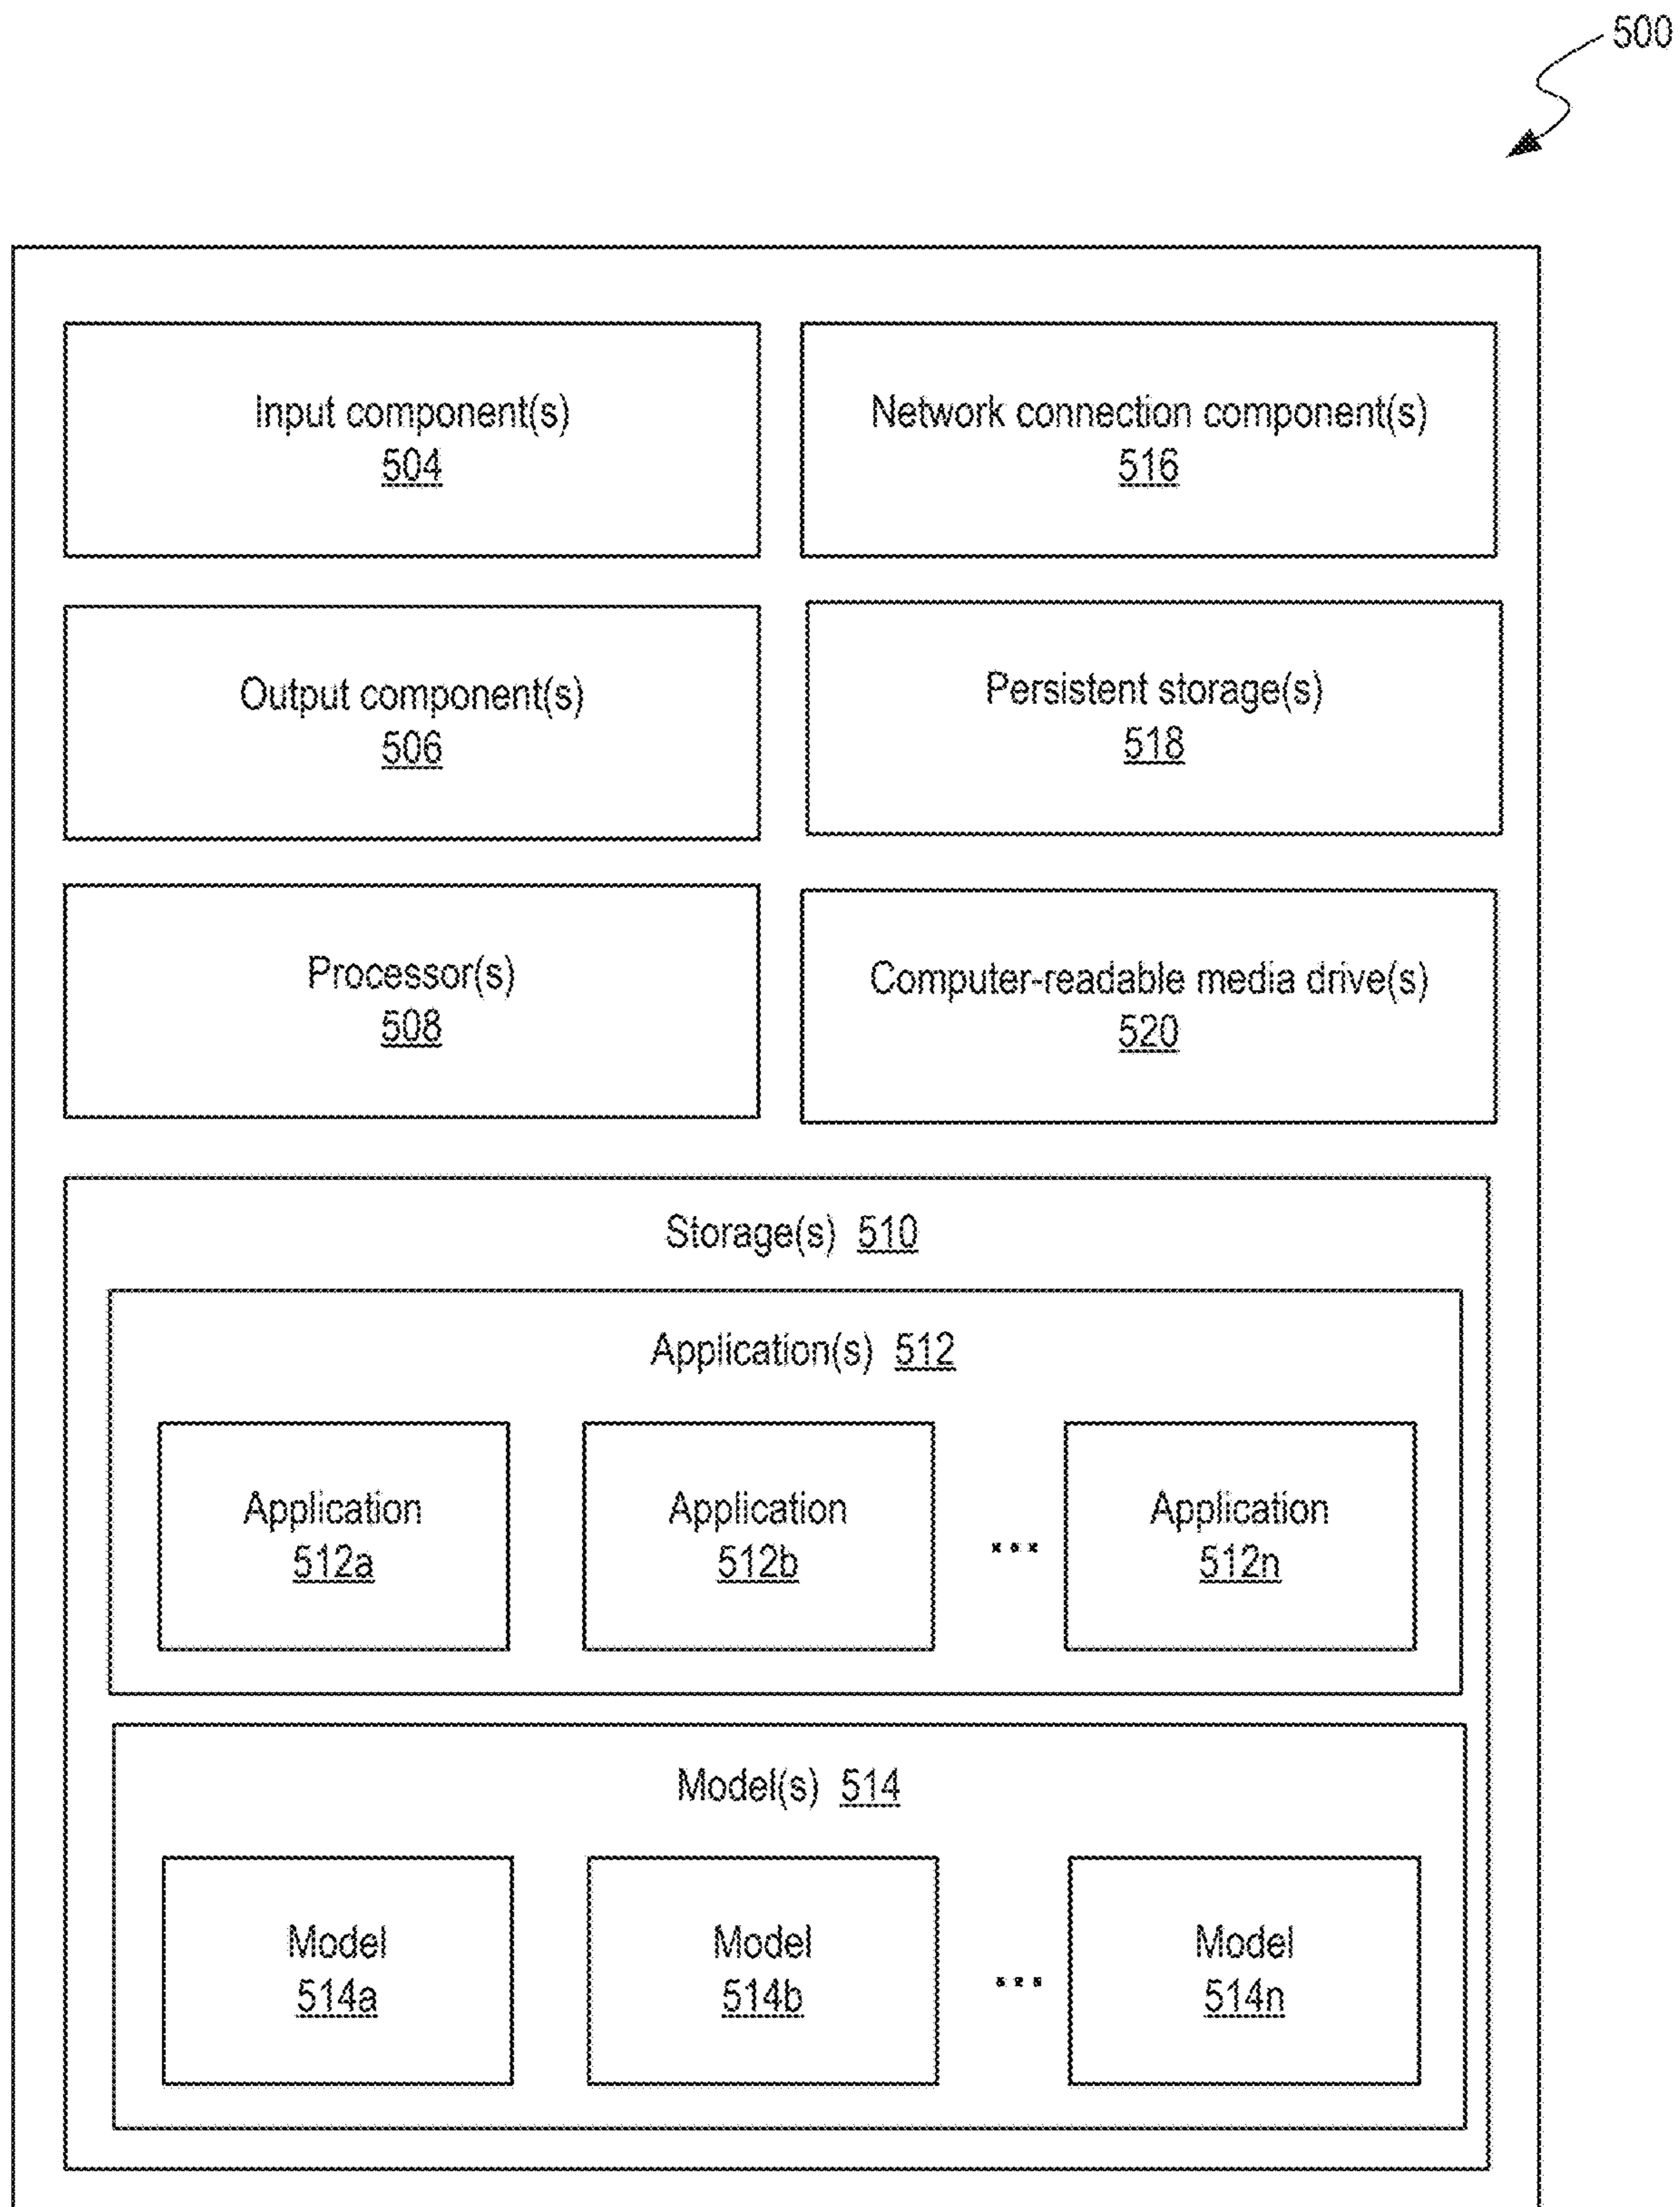 500
Input component(s)
504
Network connection component(s)
516
Output component(s)
506
Persistent storage(s)
518
Processor(s)
508
Computer-readable media drive(s)
520
Storage(s) 510
Application(s) 512
Application
512a
Application
512b
...
Application
512n
Model(s) 514
Model
514a
Model
514b
...
Model
514n